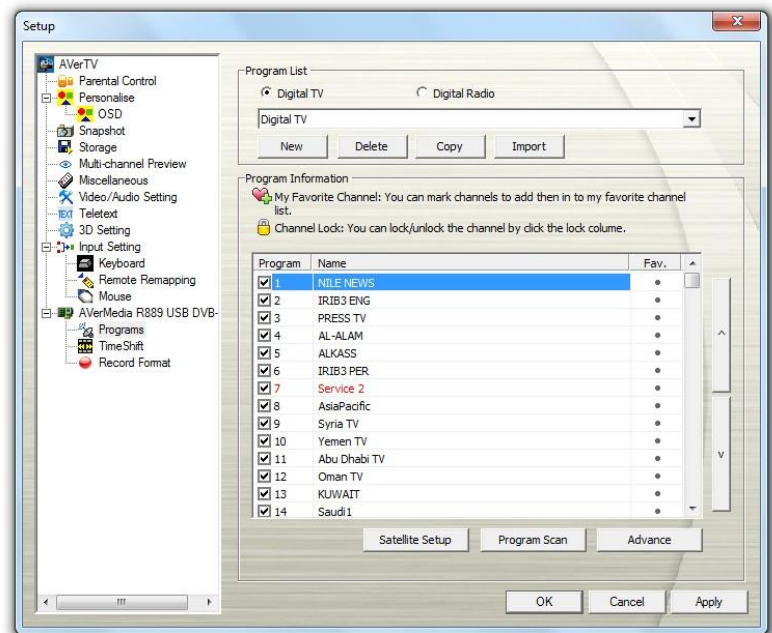 Setup
AVerTV
Parental Control
Personalise
OSD
Snapshot
Storage
Multi-channel Preview
Miscellaneous
Video/Audio Setting
TEXT Teletext
3D Setting
Input Setting
Keyboard
Remote Remapping
Mouse
AVerMedia R889 USB DVB-
Programs
TimeShift
Record Format
Program List
Digital TV Digital Radio
Digital TV
New Delete Copy Import
Program Information
My Favorite Channel: You can mark channels to add then in to my favorite channel
list.
Channel Lock: You can lock/unlock the channel by click the lock colume.
Program Name Fav.
1 NILE NEWS
2 IRIB3 ENG
3 PRESS TV
4 AL-ALAM
5 ALKASS
6 IRIB3 PER
7 Service 2
8 AsiaPacific
9 Syria TV
10 Yemen TV
11 Abu Dhabi TV
12 Oman TV
13 KUWAIT
14 Saudi1
Satellite Setup Program Scan Advance
OK Cancel Apply